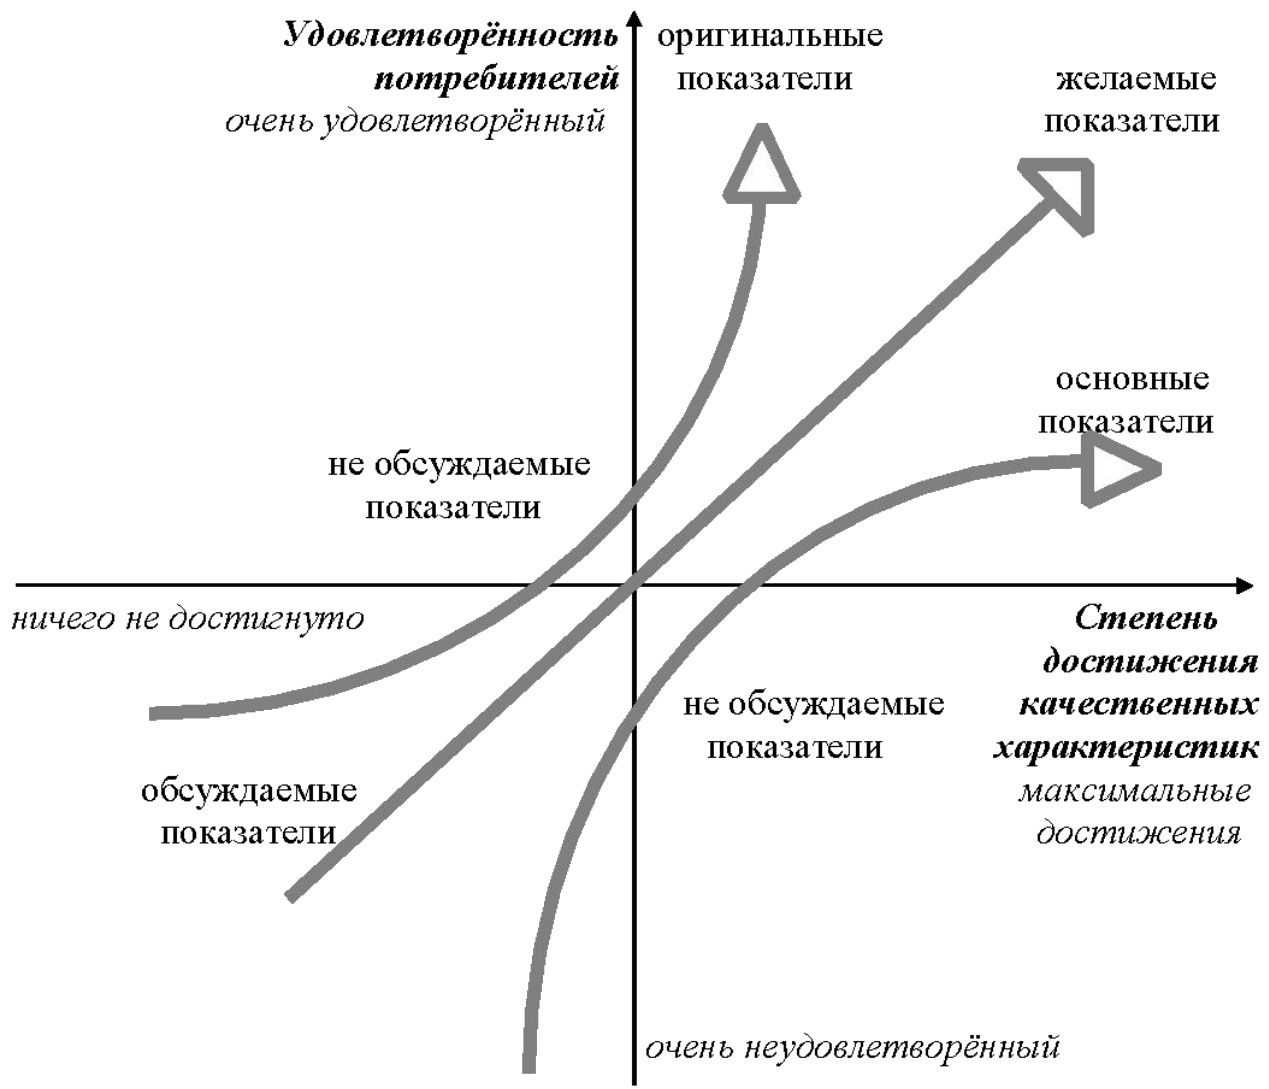 Удовлетворённость
потребителей
очень удовлетворённый
оригинальные
показатели
желаемые
показатели
основные
показатели
не обсуждаемые
показатели
ничего не достигнуто
Степень
достижения
качественных
характеристик
максимальные
достижения
не обсуждаемые
показатели
обсуждаемые
показатели
очень неудовлетворённый